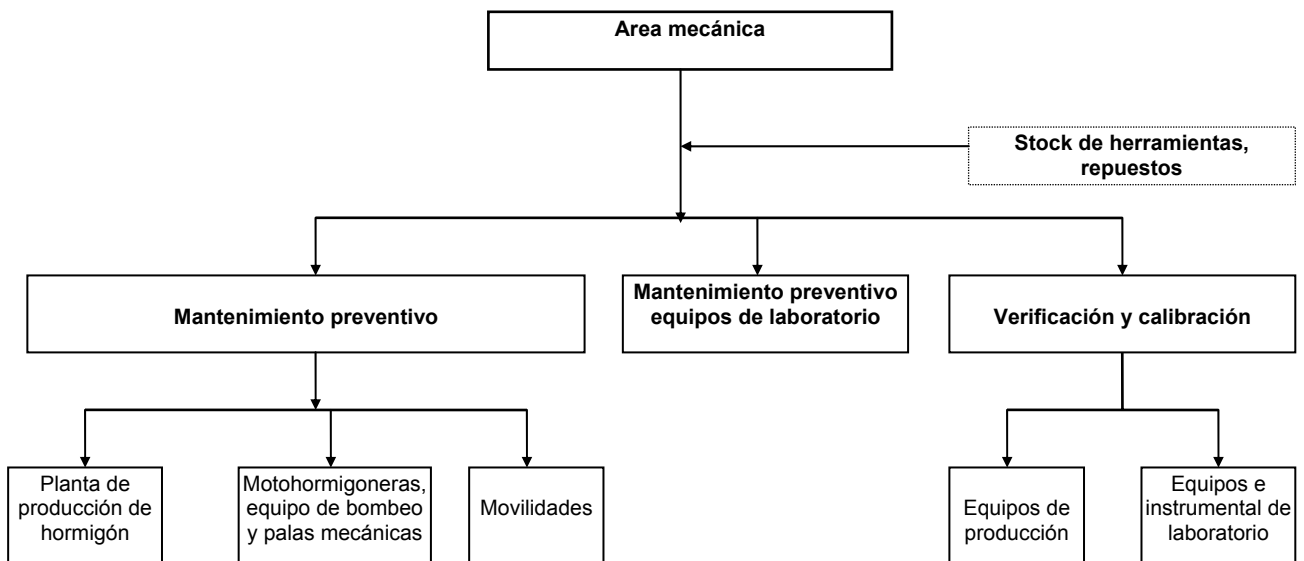 Area mecánica
Stock de herramientas,
repuestos
Mantenimiento preventivo
Mantenimiento preventivo
equipos de laboratorio
Verificación y calibración
Planta de
producción de
hormigón
Motohormigoneras,
equipo de bombeo
y palas mecánicas
Movilidades
Equipos de
producción
Equipos e
instrumental de
laboratorio